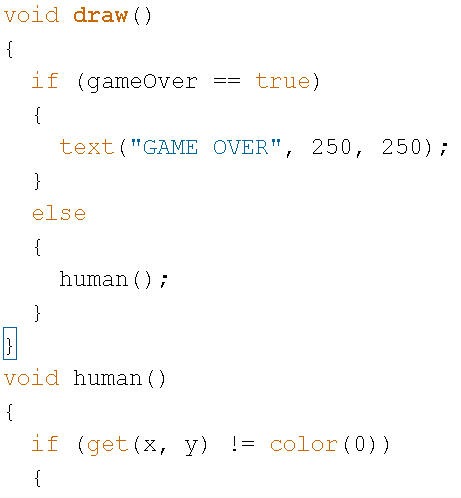 void draw()
{
  if (gameOver == true)
  {
    text("GAME OVER", 250, 250);
  }
  else
  {
    human();
  }
}
void human()
{
  if (get(x, y) != color(0))
  {